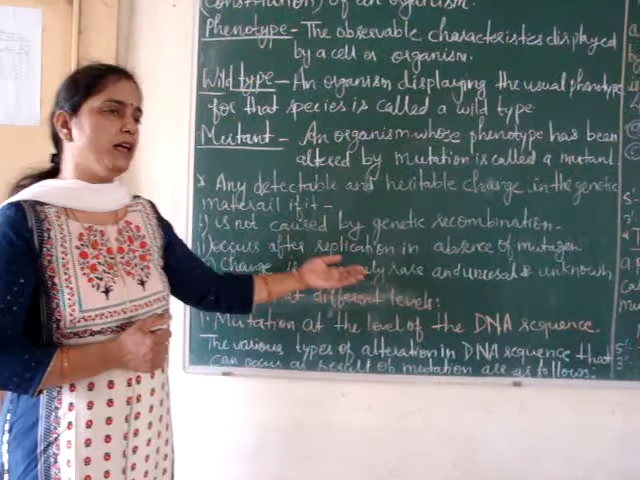 of an organism.
Phenotype - The observable characteristics displayed
by a cell or organism.
Wild type - An organism displaying the usual phenotype
for that species is called a wild type.
Mutant - An organism whose phenotype has been
altered by mutation is called a mutant
* Any detectable and heritable change in the genetic
materail if it -
i) is not caused by genetic recombination.
ii) occurs after replication in absence of mutagen
Change is rare and & unknown
at different levels:
1. Mutation at the level of the DNA sequence.
The various types of alteration in DNA sequence that
can occur as result of mutation are as follows: